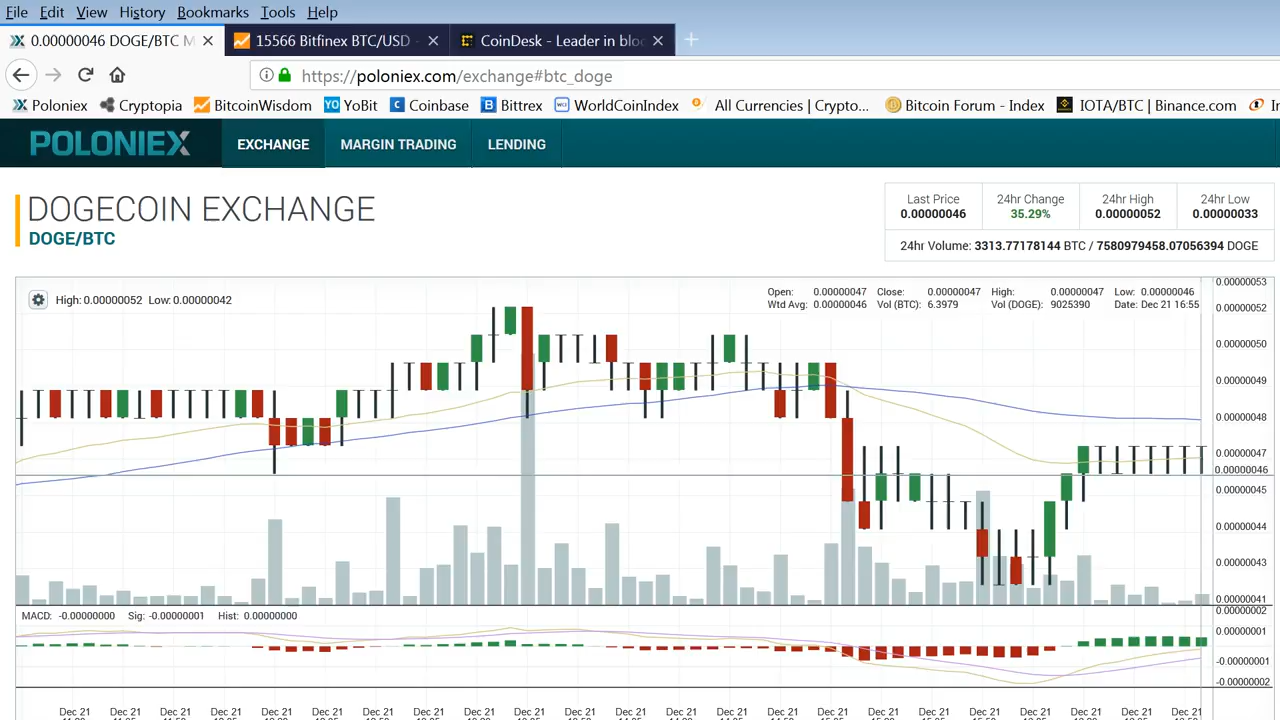 File Edit View History Bookmarks Tools Help
0.00000046 DOGE/BTC M
15566 Bitfinex BTC/USD -
CoinDesk - Leader in bloc
https://poloniex.com/exchange#btc_doge
Poloniex Cryptopia BitcoinWisdom YoBit Coinbase Bittrex WorldCoinIndex All Currencies | Crypto... Bitcoin Forum - Index IOTA/BTC | Binance.com
POLONIEX EXCHANGE MARGIN TRADING LENDING
DOGECOIN EXCHANGE
DOGE/BTC
Last Price 24hr Change 24hr High 24hr Low
0.00000046 35.29% 0.00000052 0.00000033
24hr Volume: 3313.77178144 BTC / 7580979458.07056394 DOGE
High: 0.00000052 Low: 0.00000042
Open: 0.00000047 Close: 0.00000047 High: 0.00000047 Low: 0.00000046
Wtd Avg: 0.00000046 Vol (BTC): 6.3979 Vol (DOGE): 9025390 Date: Dec 21 16:55
0.00000053
0.00000052
0.00000050
0.00000049
0.00000048
0.00000047
0.00000046
0.00000045
0.00000044
0.00000043
0.00000041
MACD: -0.00000000 Sig: -0.00000001 Hist: 0.00000000
0.00000002
0.00000001
-0.00000001
-0.00000002
Dec 21 Dec 21 Dec 21 Dec 21 Dec 21 Dec 21 Dec 21 Dec 21 Dec 21 Dec 21 Dec 21 Dec 21 Dec 21 Dec 21 Dec 21 Dec 21 Dec 21 Dec 21 Dec 21 Dec 21 Dec 21 Dec 21 Dec 21